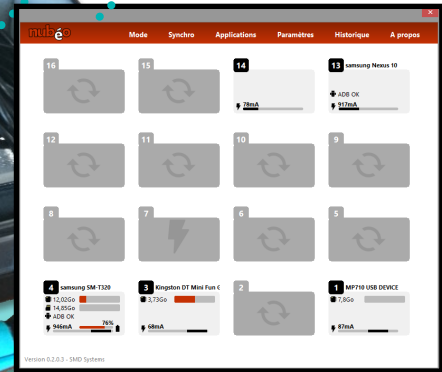 nubéo
Mode Synchro Applications Paramètres Historique A propos
16 15 14 13 samsung Nexus 10
ADB OK
78mA 917mA
12 11 10 9
8 7 6 5
4 samsung SM-T320 3 Kingston DT Mini Fun G 2 1 MP710 USB DEVICE
12,02Go 3,73Go 7,8Go
14,85Go
ADB OK
946mA 76% 68mA 87mA
Version 0.2.0.3 - SMD Systems